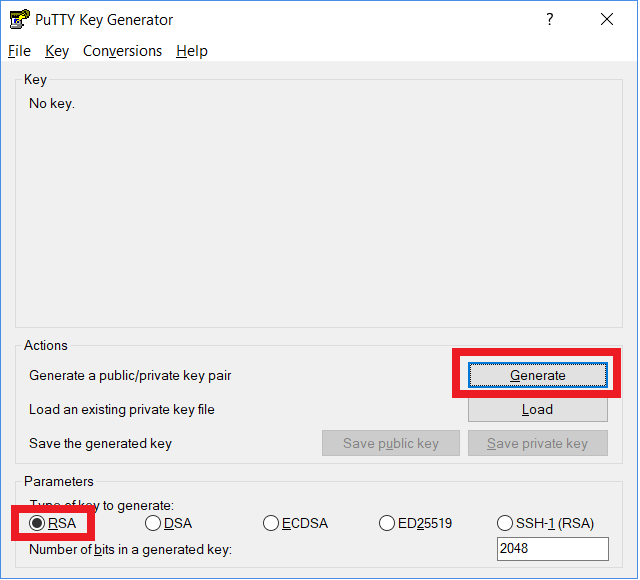 PuTTY Key Generator
File Key Conversions Help
Key
No key.
Actions
Generate a public/private key pair
Generate
Load an existing private key file
Load
Save the generated key
Save public key
Save private key
Parameters
Type of key to generate:
RSA DSA ECDSA ED25519 SSH-1 (RSA)
Number of bits in a generated key:
2048